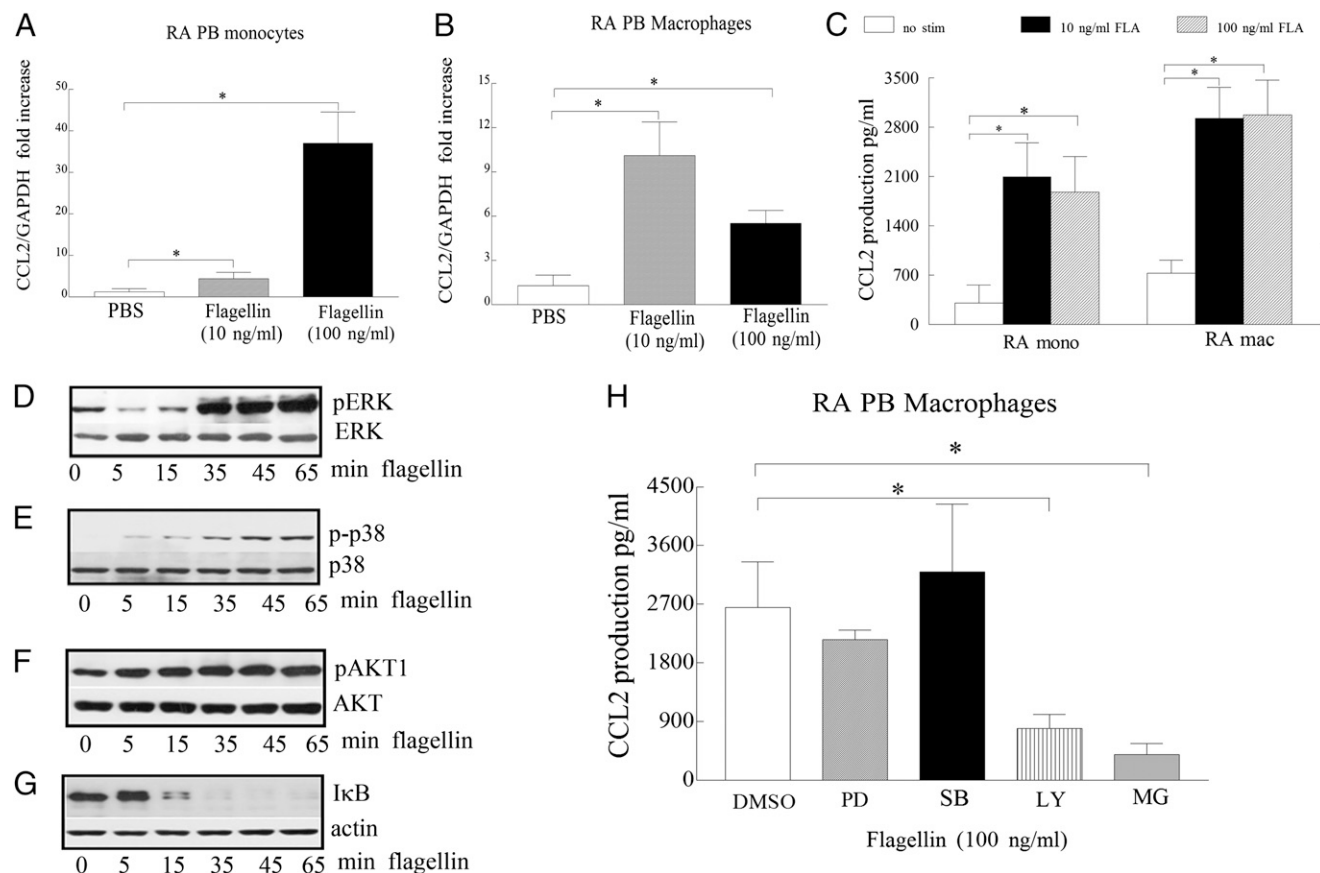 A
RA PB monocytes
CCL2/GAPDH fold increase
50
40
30
20
10
0
*
*
PBS
Flagellin
(10 ng/ml)
Flagellin
(100 ng/ml)
B
RA PB Macrophages
CCL2/GAPDH fold increase
15
12
9
6
3
0
*
*
PBS
Flagellin
(10 ng/ml)
Flagellin
(100 ng/ml)
C
no stim
10 ng/ml FLA
100 ng/ml FLA
CCL2 production pg/ml
3500
2800
2100
1400
700
0
*
*
*
*
RA mono
RA mac
D
pERK
ERK
0 5 15 35 45 65 min flagellin
E
p-p38
p38
0 5 15 35 45 65 min flagellin
F
pAKT1
AKT
0 5 15 35 45 65 min flagellin
G
IκB
actin
0 5 15 35 45 65 min flagellin
H
RA PB Macrophages
CCL2 production pg/ml
4500
3600
2700
1800
900
0
*
*
DMSO PD SB LY MG
Flagellin (100 ng/ml)